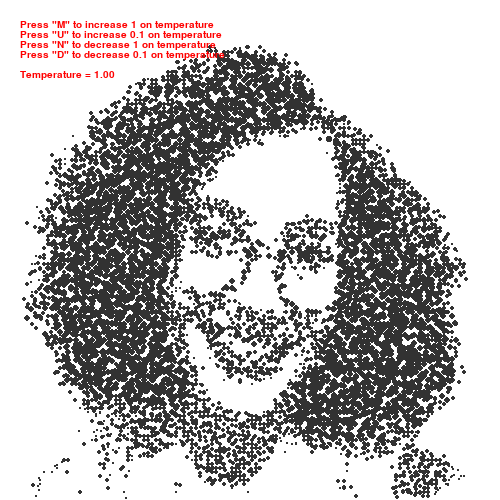 Press "M" to increase 1 on temperature
Press "U" to increase 0.1 on temperature
Press "N" to decrease 1 on temperature
Press "D" to decrease 0.1 on temperature
Temperature = 1.00